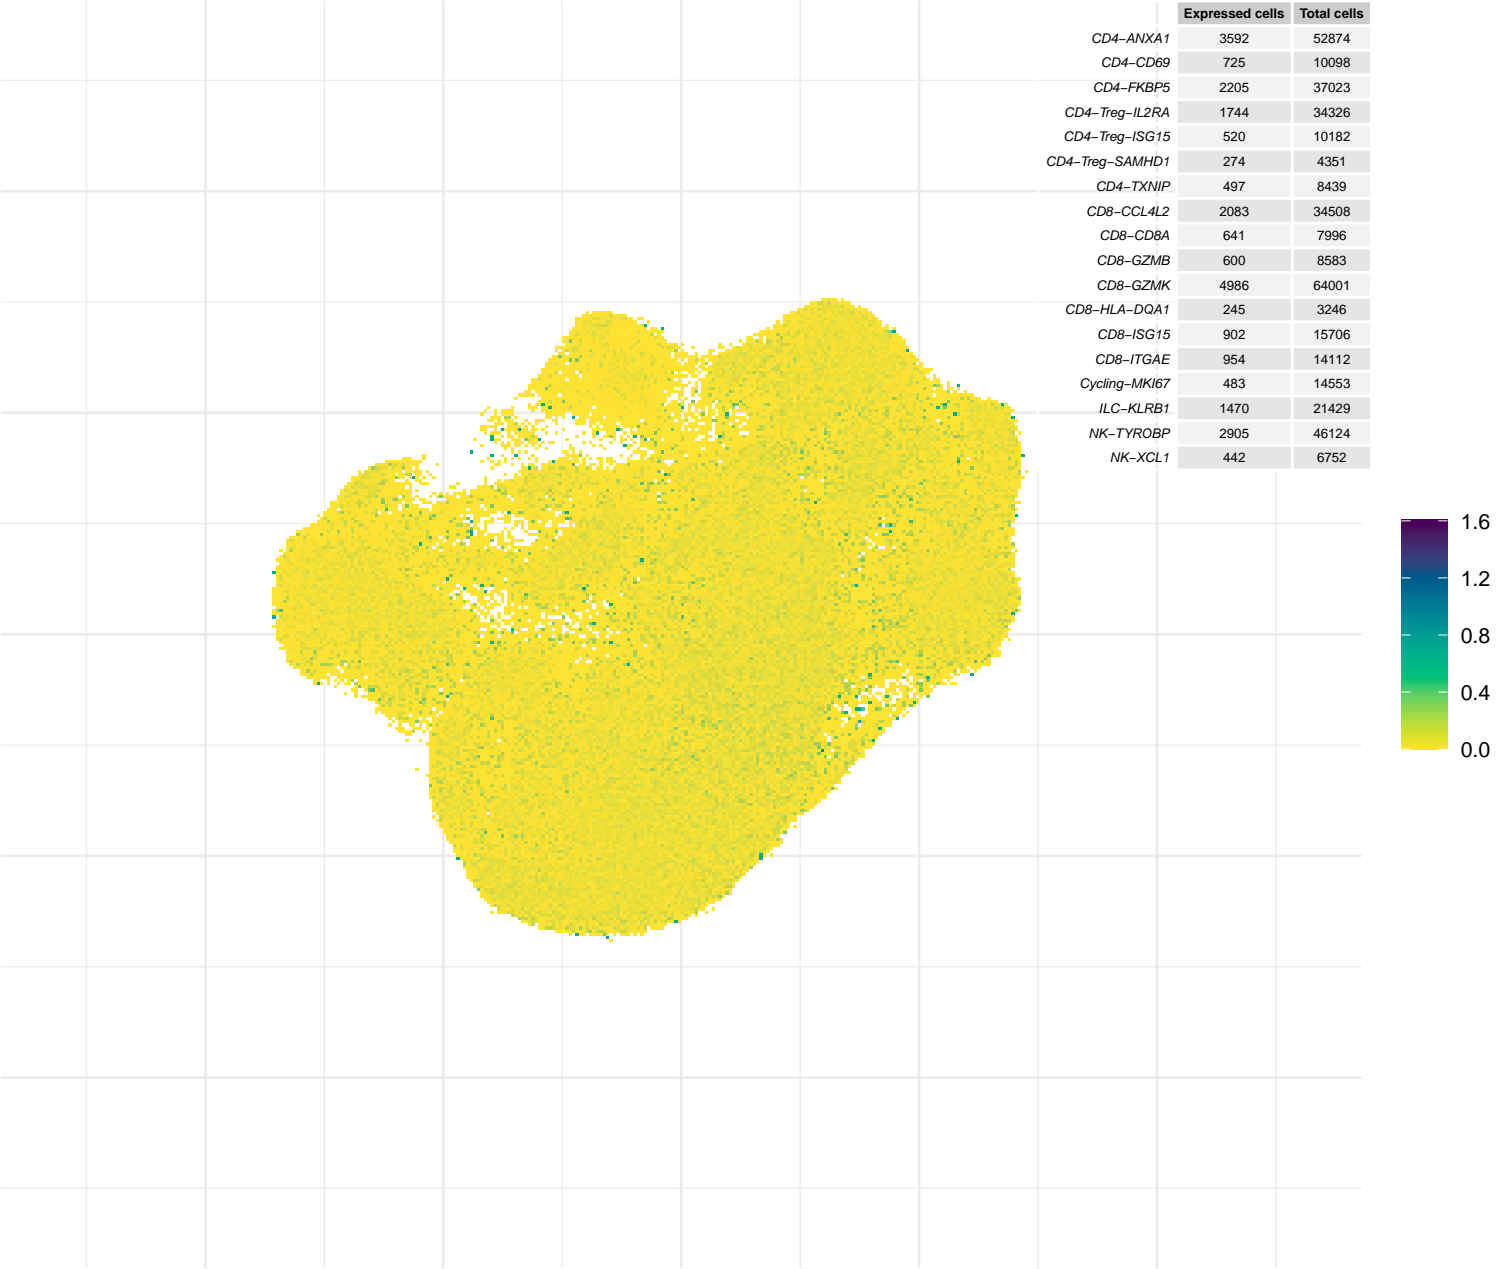 Expressed cells Total cells
CD4−ANXA1 3592 52874
CD4−CD69 725 10098
CD4−FKBP5 2205 37023
CD4−Treg−IL2RA 1744 34326
CD4−Treg−ISG15 520 10182
CD4−Treg−SAMHD1 274 4351
CD4−TXNIP 497 8439
CD8−CCL4L2 2083 34508
CD8−CD8A 641 7996
CD8−GZMB 600 8583
CD8−GZMK 4986 64001
CD8−HLA−DQA1 245 3246
CD8−ISG15 902 15706
CD8−ITGAE 954 14112
Cycling−MKI67 483 14553
ILC−KLRB1 1470 21429
NK−TYROBP 2905 46124
NK−XCL1 442 6752
1.6
1.2
0.8
0.4
0.0